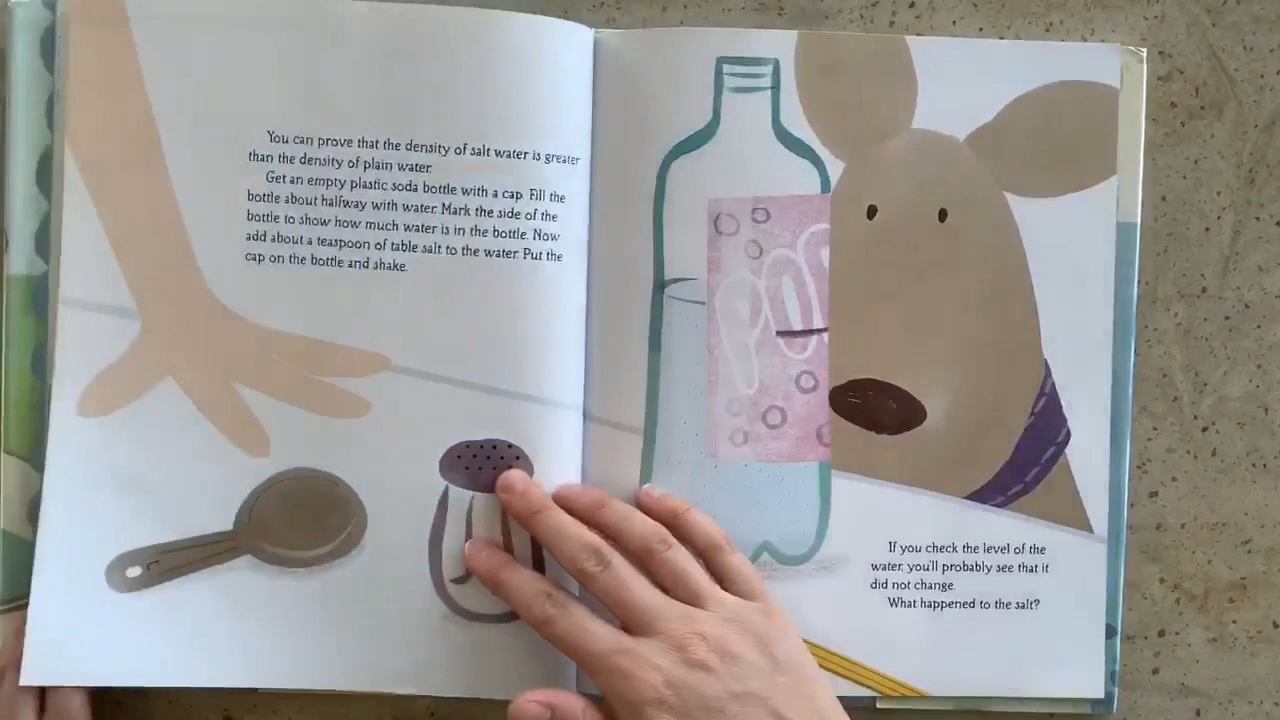 You can prove that the density of salt water is greater
than the density of plain water.
Get an empty plastic soda bottle with a cap. Fill the
bottle about halfway with water. Mark the side of the
bottle to show how much water is in the bottle. Now
add about a teaspoon of table salt to the water. Put the
cap on the bottle and shake.
POP
If you check the level of the
water, you'll probably see that it
did not change.
What happened to the salt?